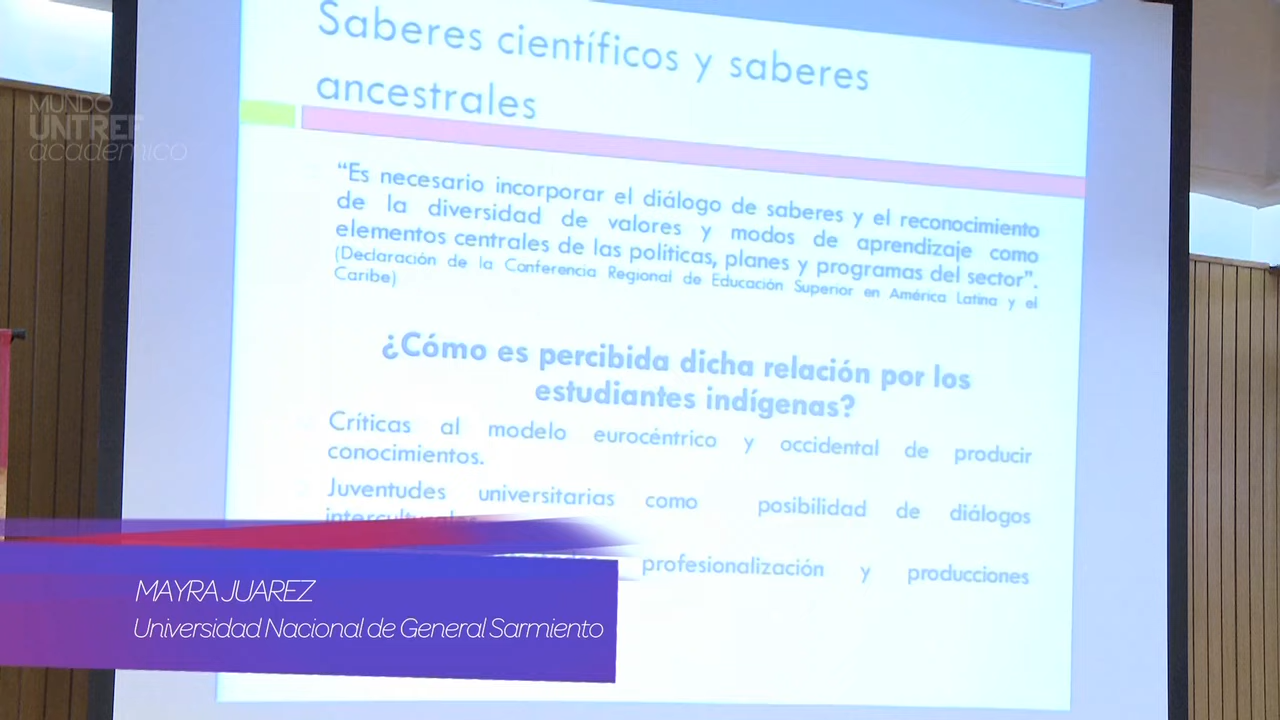 MUNDO
UNTREF
académico
Saberes científicos y saberes
ancestrales
“Es necesario incorporar el diálogo de saberes y el reconocimiento
de la diversidad de valores y modos de aprendizaje como
elementos centrales de las políticas, planes y programas del sector”.
(Declaración de la Conferencia Regional de Educación Superior en América Latina y el
Caribe)
¿Cómo es percibida dicha relación por los
estudiantes indígenas?
Críticas al modelo eurocéntrico y occidental de producir
conocimientos.
Juventudes universitarias como posibilidad de diálogos
profesionalización y producciones
MAYRA JUAREZ
Universidad Nacional de General Sarmiento